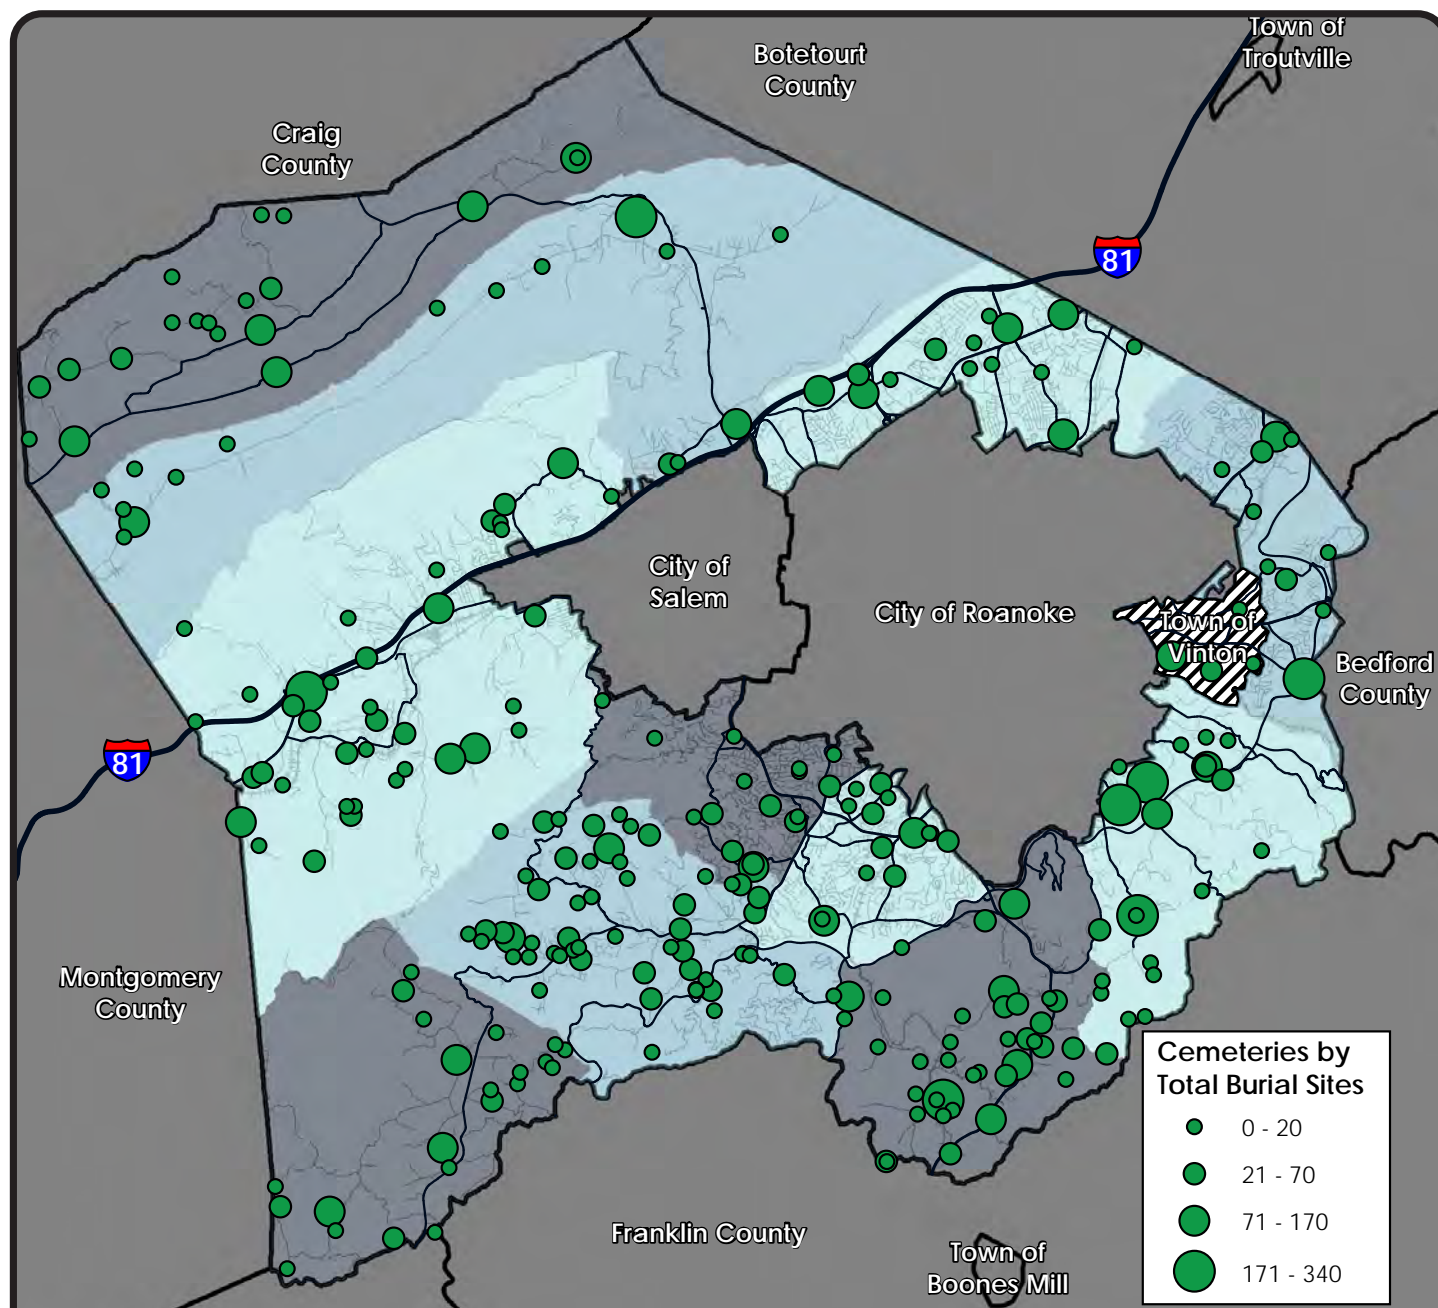 Town of
Troutville
Botetourt
County
Craig
County
81
City of
Salem
City of Roanoke
Town of
Vinton
Bedford
County
81
Montgomery
County
Franklin County
Town of
Boones Mill
Cemeteries by
Total Burial Sites
0 - 20
21 - 70
71 - 170
171 - 340